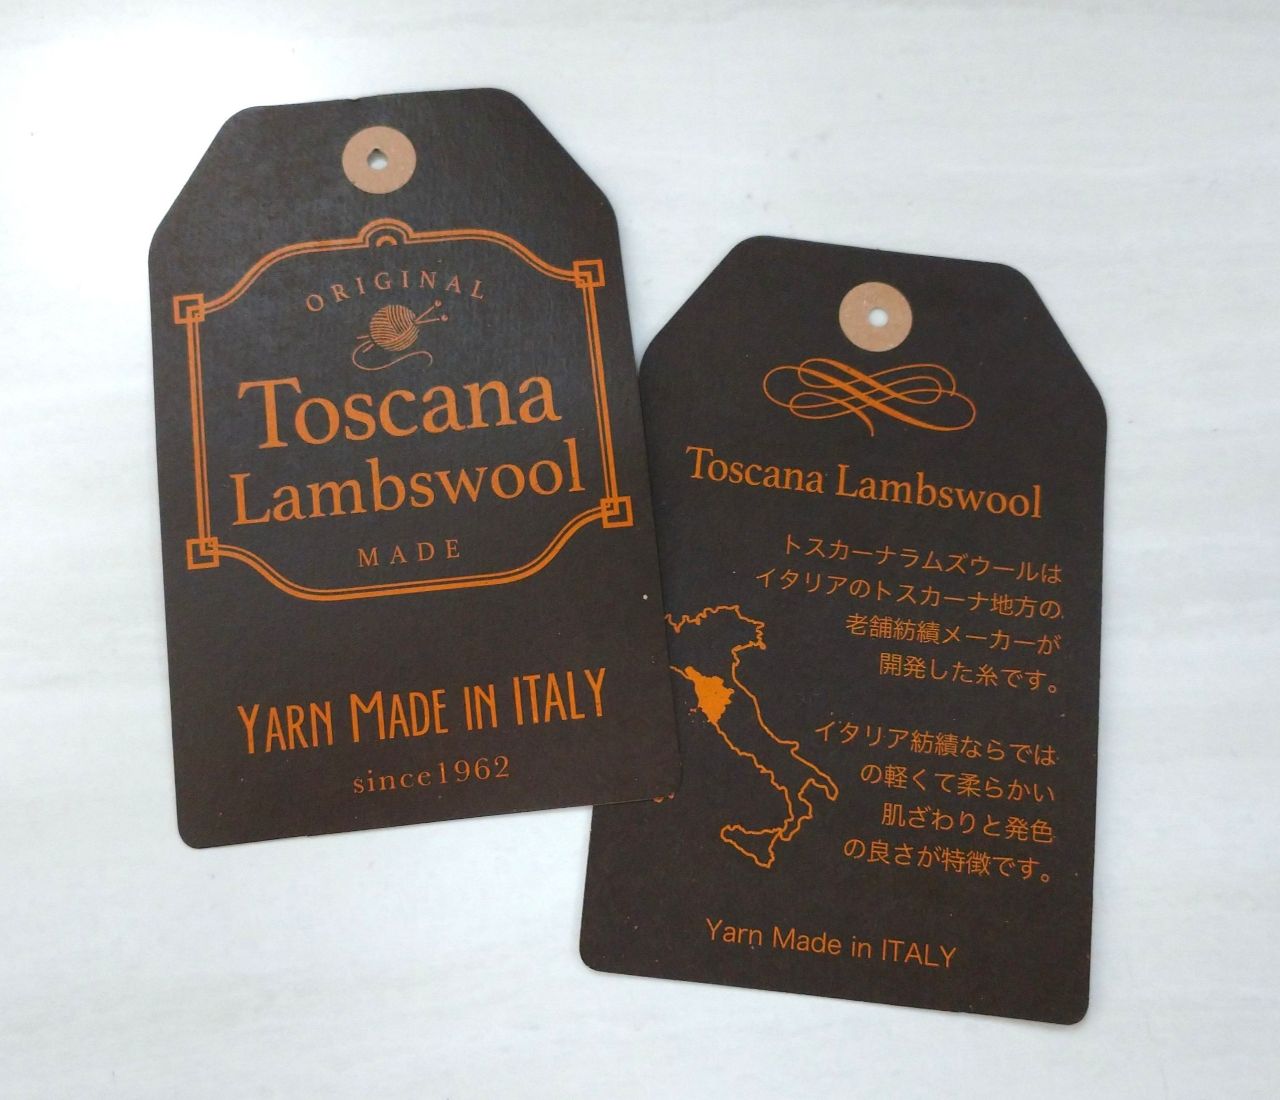 ORIGINAL
Toscana
Lambswool
MADE
YARN MADE IN ITALY
since1962
Toscana Lambswool
トスカーナラムズウールは
イタリアのトスカーナ地方の
老舗紡績メーカーが
開発した糸です。
イタリア紡績ならでは
の軽くて柔らかい
肌ざわりと発色
の良さが特徴です。
Yarn Made in ITALY